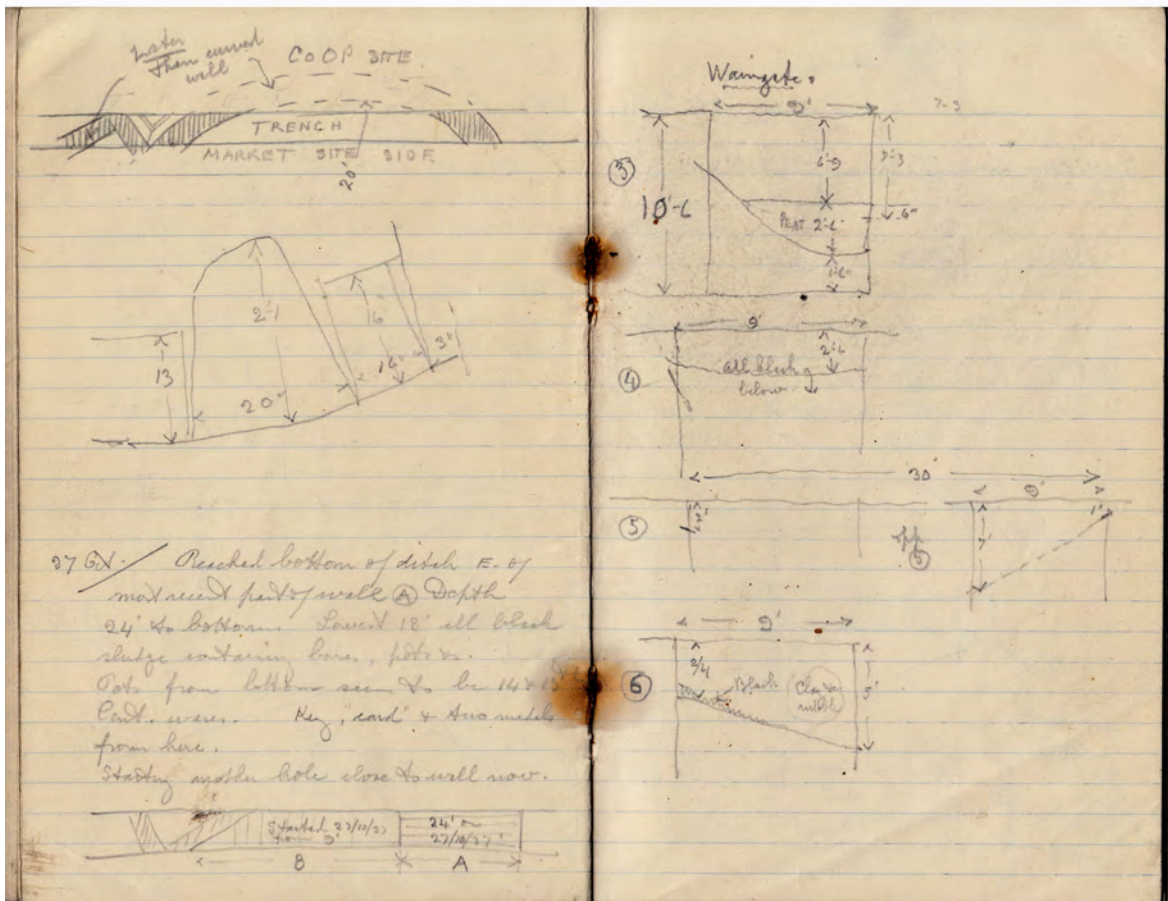 Later
Than curved
wall
COOP SITE
TRENCH
MARKET SITE SIDE
20'
2'-1
13
20"
16"
16"
3"
27 Oct. Reached bottom of ditch E. of
most recent part of wall (A) Depth
24' to bottom. Lowest 18' all black
sludge containing bones, pots &c.
Pots from bottom seem to be 14 & 15
Cent. wares. Key, "card" & two medals
from here.
Starting another hole close to wall now.
Started 27/10/27
from 9'
24' on
27/10/27
B
A
Waingate.
9'
7-3
3
10'-6
6'-9
7'-3
6"
PEAT 2'-6"
1'-6"
9'
4
2'-6
all black
below
30'
5
2'
9'
1'
7'
9'
6
2/4
Black
5'